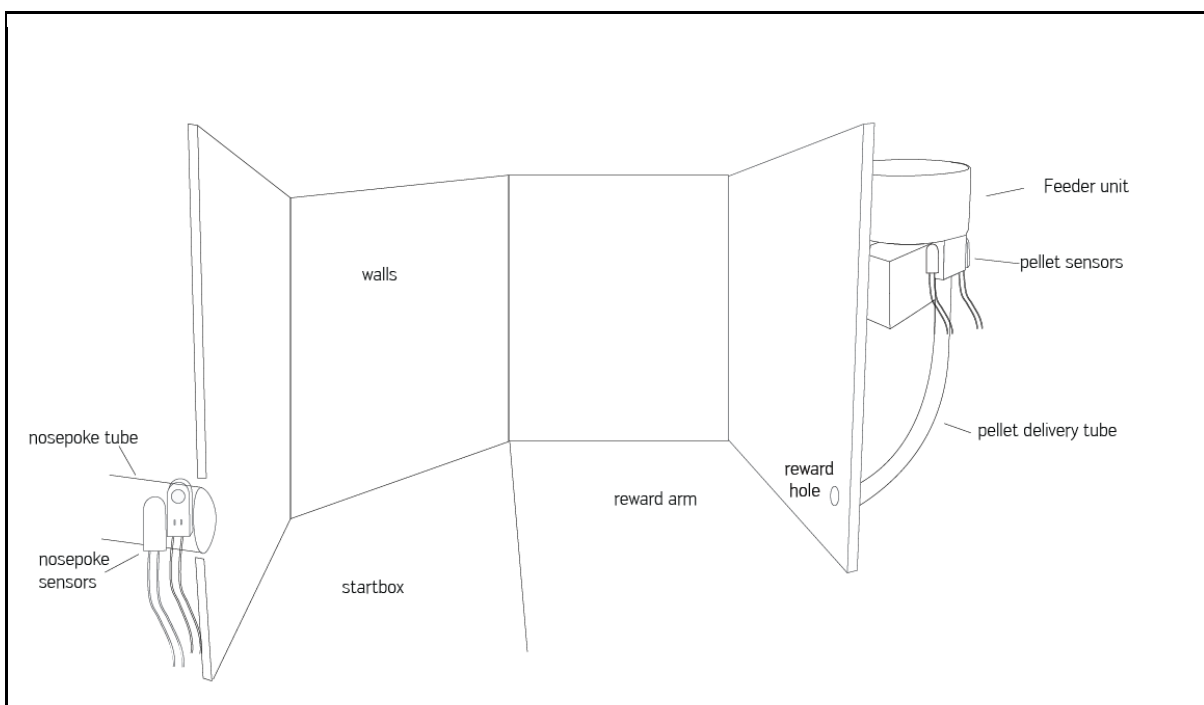 Feeder unit
pellet sensors
walls
pellet delivery tube
nosepoke tube
reward
hole
reward arm
nosepoke
sensors
startbox